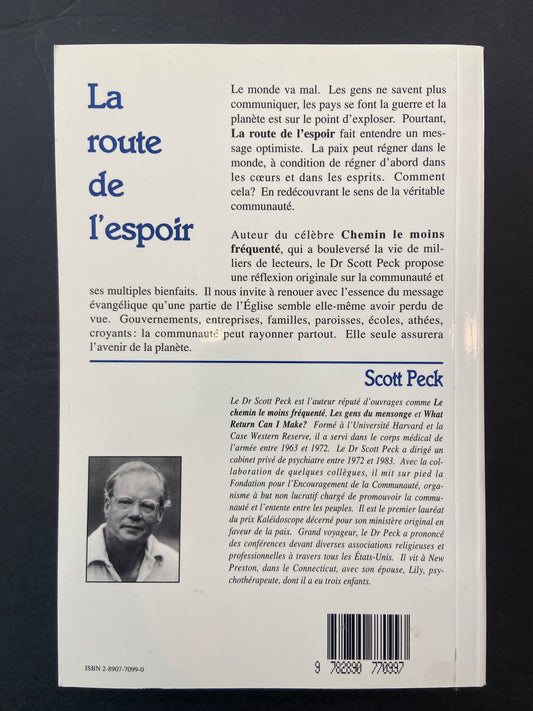 La
route
de
l'espoir
Le monde va mal. Les gens ne savent plus
communiquer, les pays se font la guerre et la
planète est sur le point d'exploser. Pourtant,
La route de l'espoir fait entendre un mes-
sage optimiste. La paix peut régner dans le
monde, à condition de régner d'abord dans
les cœurs et dans les esprits. Comment
cela? En redécouvrant le sens de la véritable
communauté.
Auteur du célèbre Chemin le moins
fréquenté, qui a bouleversé la vie de mil-
liers de lecteurs, le Dr Scott Peck propose
une réflexion originale sur la communauté et
ses multiples bienfaits. Il nous invite à renouer avec l'essence du message
évangélique qu'une partie de l'Église semble elle-même avoir perdu de
vue. Gouvernements, entreprises, familles, paroisses, écoles, athées,
croyants: la communauté peut rayonner partout. Elle seule assurera
l'avenir de la planète.
Scott Peck
Le Dr Scott Peck est l'auteur réputé d'ouvrages comme Le
chemin le moins fréquenté, Les gens du mensonge et What
Return Can I Make? Formé à l'Université Harvard et la
Case Western Reserve, il a servi dans le corps médical de
l'armée entre 1963 et 1972. Le Dr Scott Peck a dirigé un
cabinet privé de psychiatre entre 1972 et 1983. Avec la col-
laboration de quelques collègues, il mit sur pied la
Fondation pour l'Encouragement de la Communauté, orga-
nisme à but non lucratif chargé de promouvoir la commu-
nauté et l'entente entre les peuples. Il est le premier lauréat
du prix Kaléidoscope décerné pour son ministère original en
faveur de la paix. Grand voyageur, le Dr Peck a prononcé
des conférences devant diverses associations religieuses et
professionnelles à travers tous les États-Unis. Il vit à New
Preston, dans le Connecticut, avec son épouse, Lily, psy-
chothérapeute, dont il a eu trois enfants.
ISBN 2-8907-7099-0
9 782890 770997